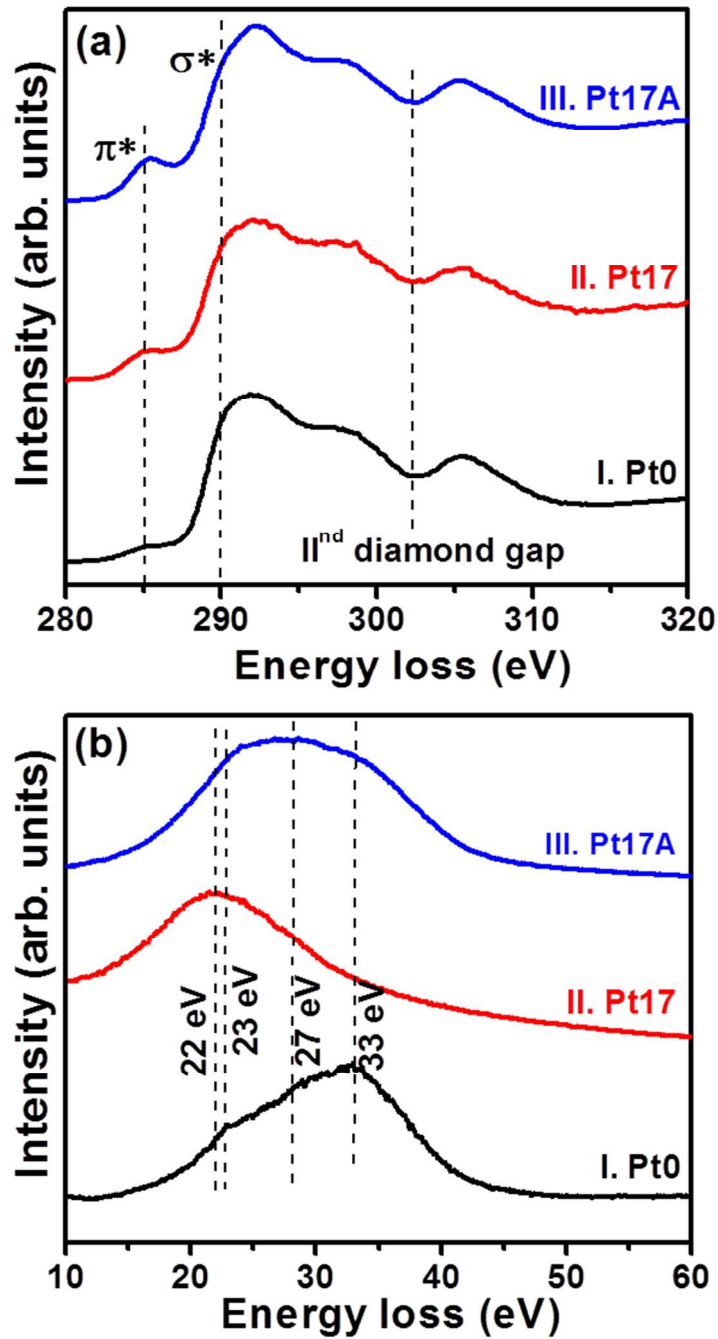 (a)
σ*
π*
III. Pt17A
II. Pt17
I. Pt0
IInd diamond gap
Intensity (arb. units)
280 290 300 310 320
Energy loss (eV)
(b)
III. Pt17A
II. Pt17
22 eV
23 eV
27 eV
33 eV
I. Pt0
Intensity (arb. units)
10 20 30 40 50 60
Energy loss (eV)